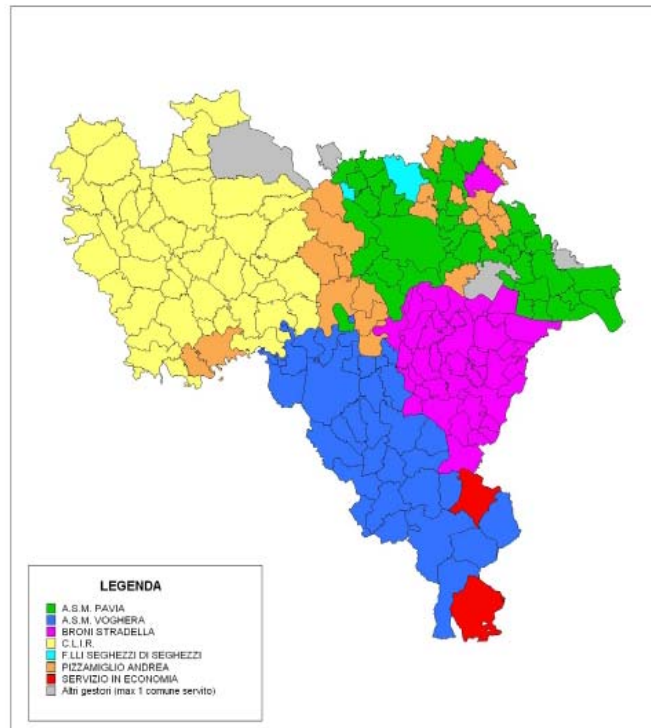 LEGENDA
A.S.M. PAVIA
A.S.M. VOGHERA
BRONI STRADELLA
C.L.I.R.
F.LLI SEGHEZZI DI SEGHEZZI
PIZZAMIGLIO ANDREA
SERVIZIO IN ECONOMIA
Altri gestori (max 1 comune servito)